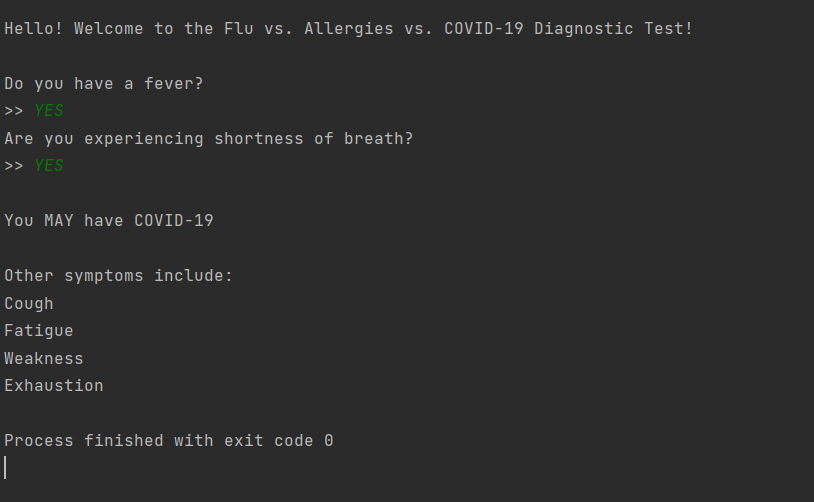 Hello! Welcome to the Flu vs. Allergies vs. COVID-19 Diagnostic Test!
Do you have a fever?
>> YES
Are you experiencing shortness of breath?
>> YES
You MAY have COVID-19
Other symptoms include:
Cough
Fatigue
Weakness
Exhaustion
Process finished with exit code 0